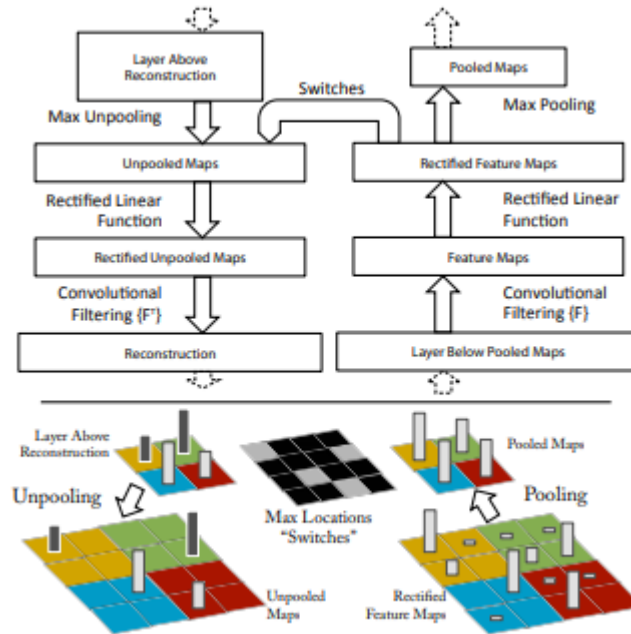 Layer Above
Reconstruction
Max Unpooling
Unpooled Maps
Rectified Linear
Function
Rectified Unpooled Maps
Convolutional
Filtering {Fᵀ}
Reconstruction
Switches
Pooled Maps
Max Pooling
Rectified Feature Maps
Rectified Linear
Function
Feature Maps
Convolutional
Filtering {F}
Layer Below Pooled Maps
Layer Above
Reconstruction
Unpooling
Unpooled
Maps
Max Locations
"Switches"
Pooled Maps
Pooling
Rectified
Feature Maps